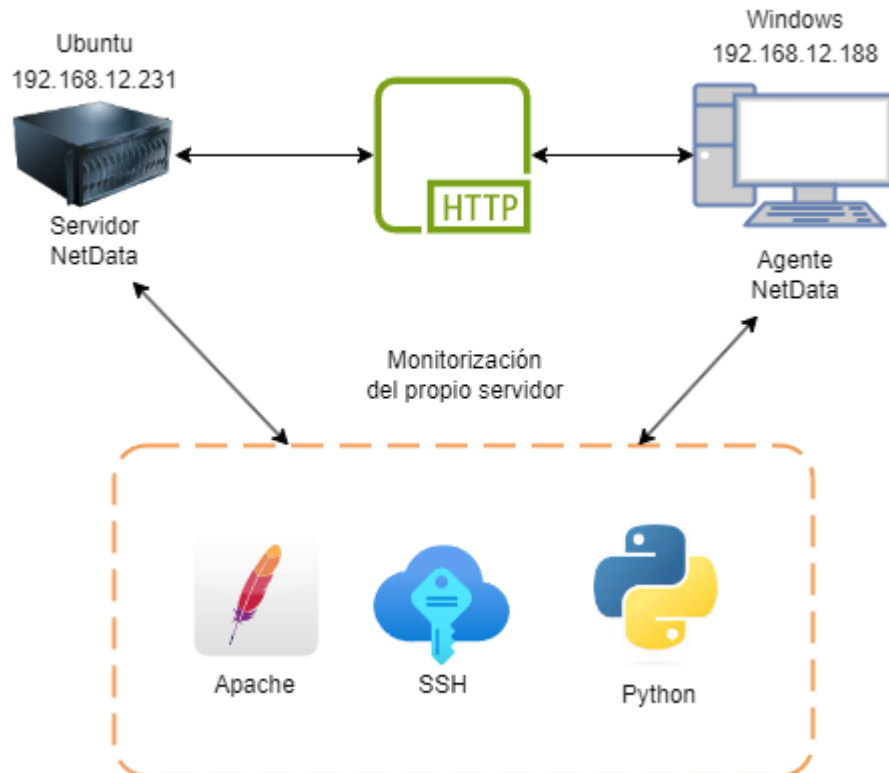 Ubuntu
192.168.12.231
Windows
192.168.12.188
HTTP
Servidor
NetData
Agente
NetData
Monitorización
del propio servidor
Apache
SSH
Python